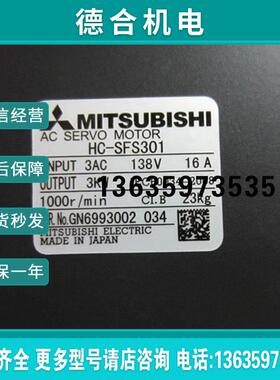 德合机电
MITSUBISHI
AC SERVO MOTOR
HC-SFS301
INPUT 3AC 138V 16A
OUTPUT 3K
13635973535
1000r/min CI.B 23kg
R.No.GN6993002 034
MITSUBISHI ELECTRIC
MADE IN JAPAN
信经营
后保障
货秒发
保一年
齐全 更多型号请店咨询 电话:1363597